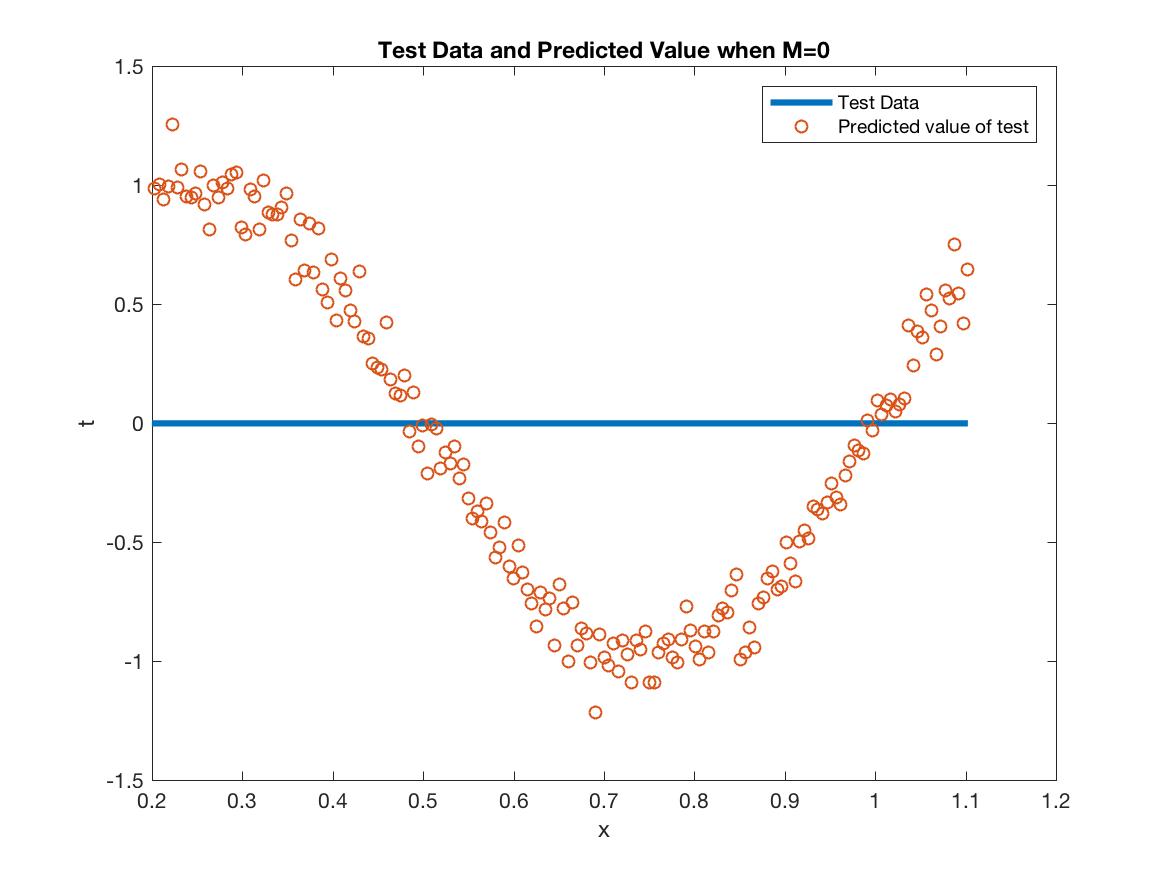 Test Data and Predicted Value when M=0
1.5
1
0.5
0
-0.5
-1
-1.5
t
Test Data
Predicted value of test
0.2 0.3 0.4 0.5 0.6 0.7 0.8 0.9 1 1.1 1.2
x